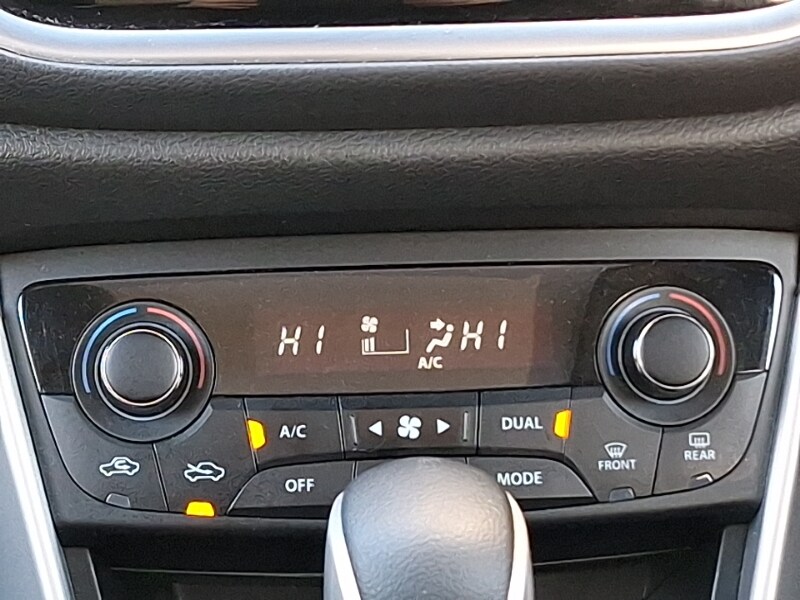 HI HI
A/C
A/C DUAL
FRONT REAR
OFF MODE